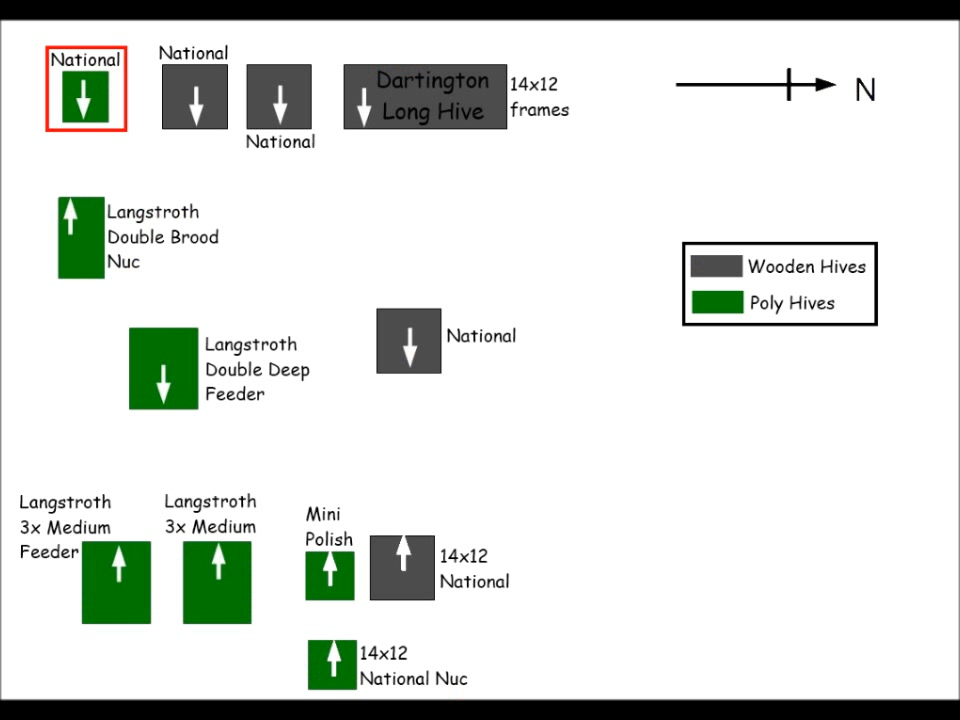 National
National
National
Dartington
Long Hive
14x12
frames
N
Langstroth
Double Brood
Nuc
Wooden Hives
Poly Hives
Langstroth
Double Deep
Feeder
National
Langstroth
3x Medium
Feeder
Langstroth
3x Medium
Mini
Polish
14x12
National
14x12
National Nuc